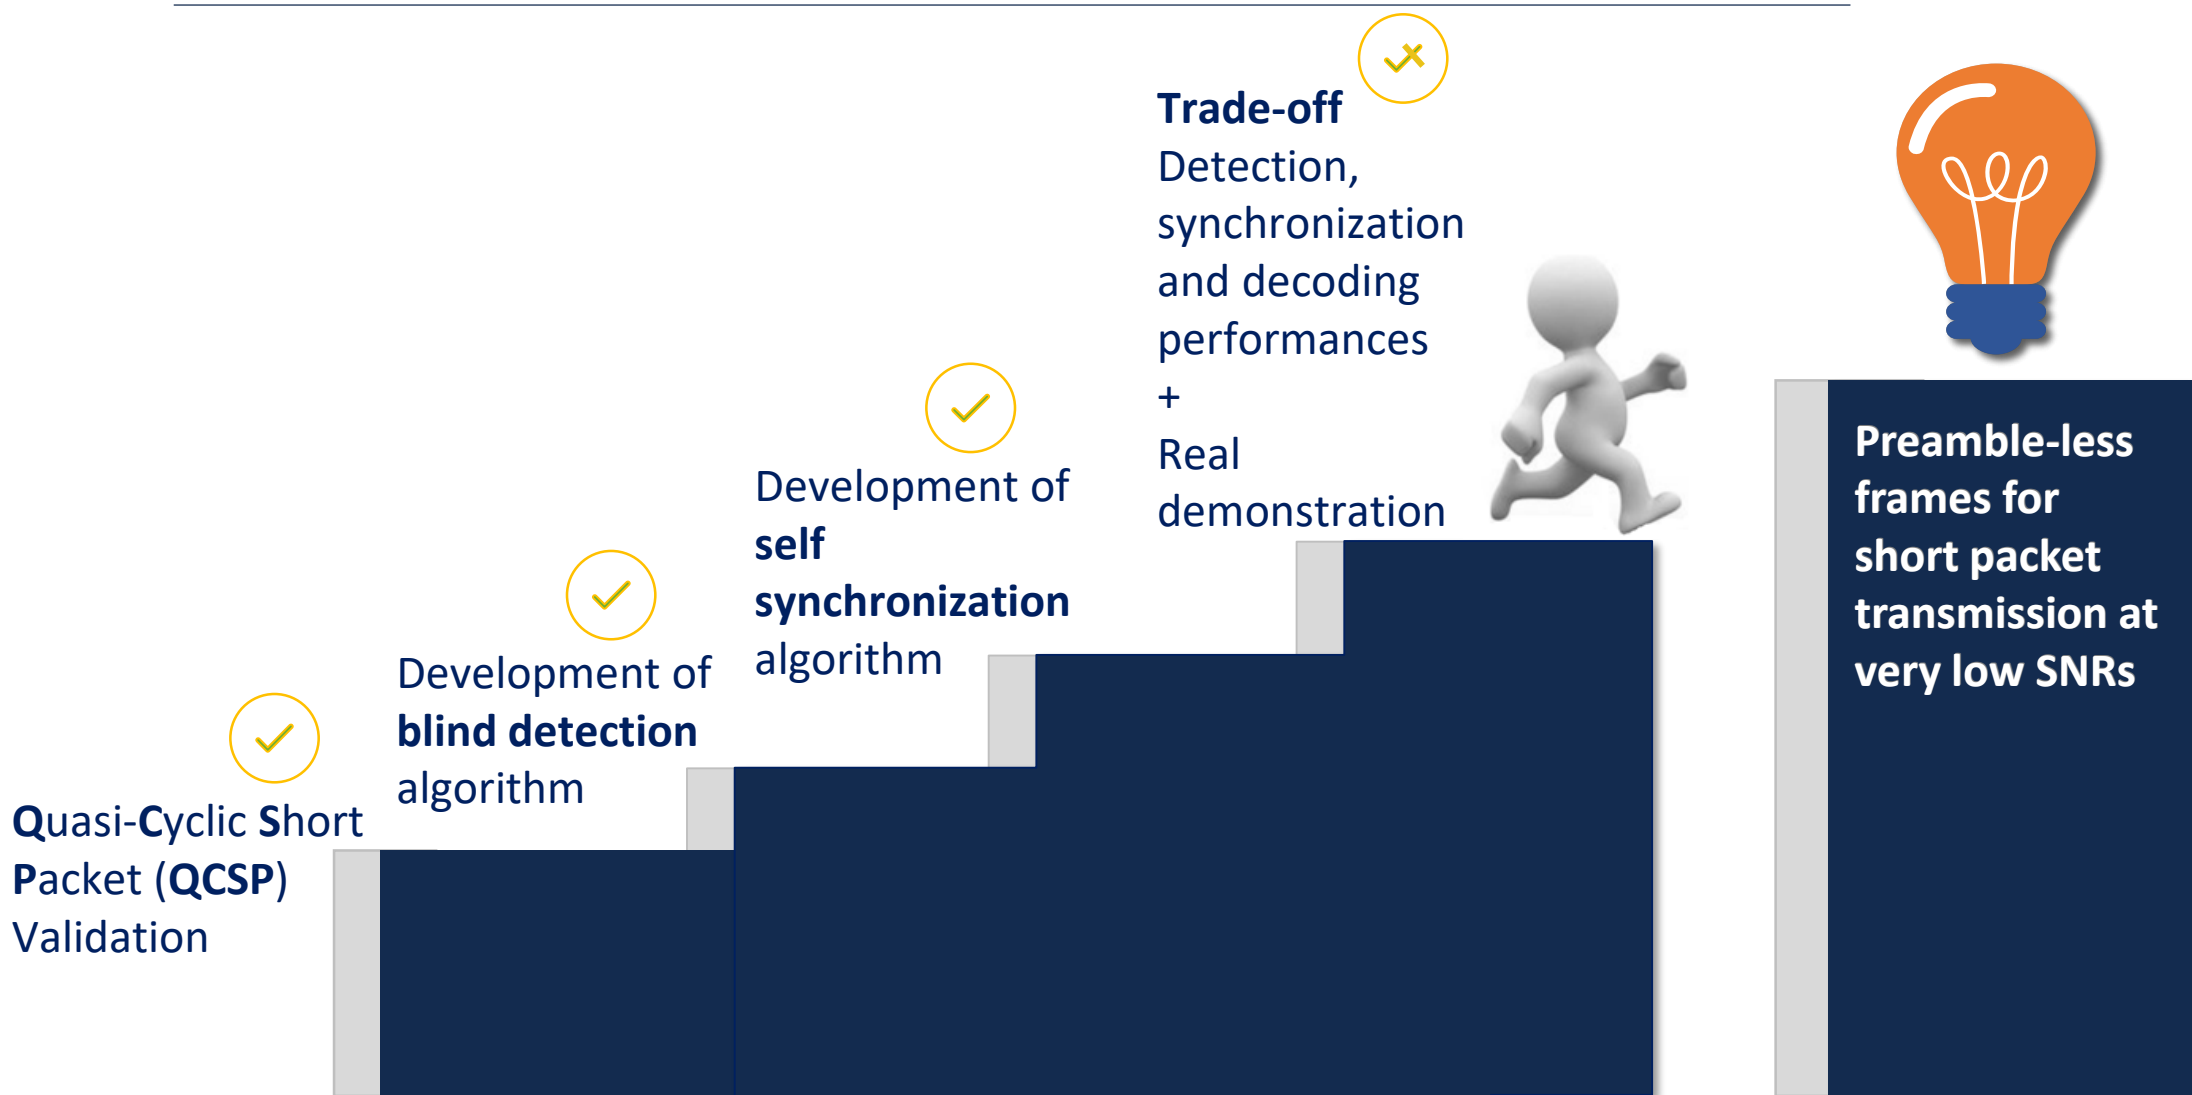 Quasi-Cyclic Short
Packet (QCSP)
Validation
Development of
blind detection
algorithm
Development of
self
synchronization
algorithm
Trade-off
Detection,
synchronization
and decoding
performances
+
Real
demonstration
Preamble-less
frames for
short packet
transmission at
very low SNRs